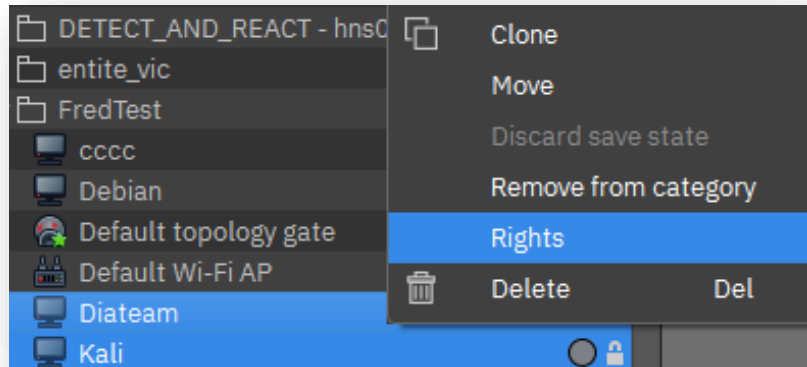 DETECT_AND_REACT - hns0
entite_vic
FredTest
cccc
Debian
Default topology gate
Default Wi-Fi AP
Diateam
Kali
Clone
Move
Discard save state
Remove from category
Rights
Delete Del